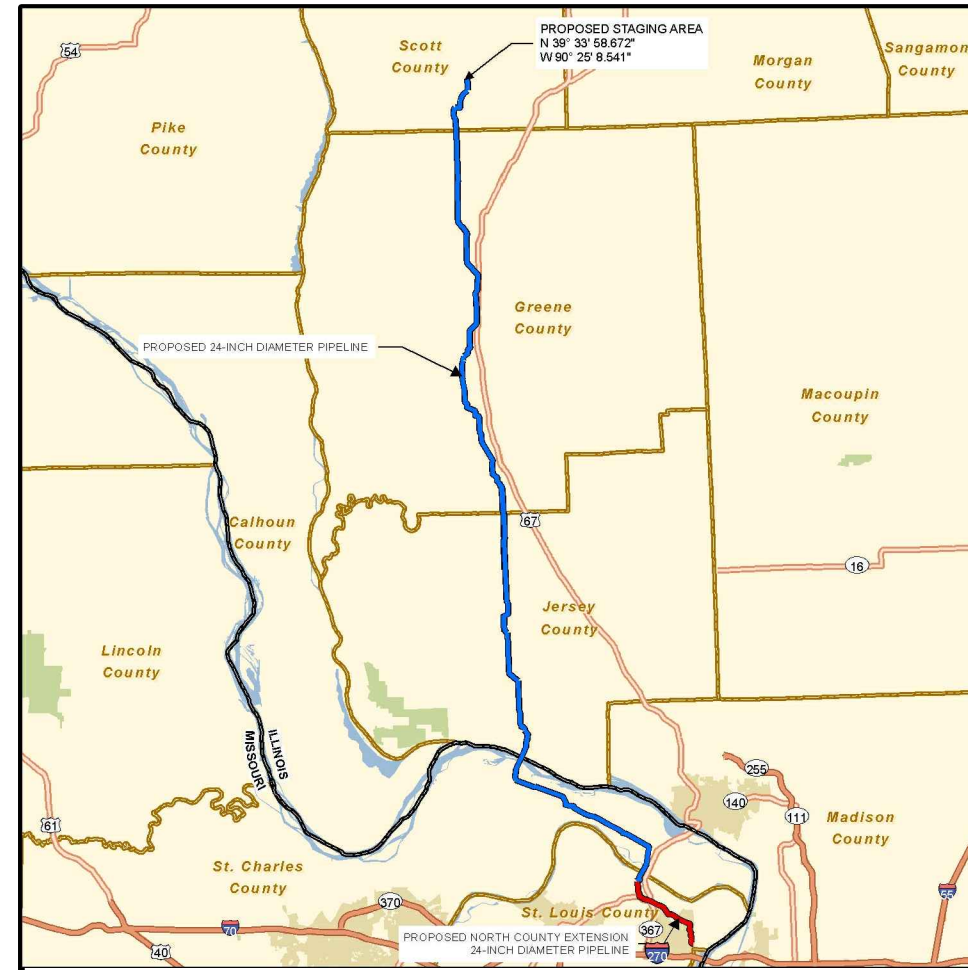 PROPOSED STAGING AREA
N 39° 33' 58.672"
W 90° 25' 8.541"
54
Scott
County
Morgan
County
Sangamon
County
Pike
County
Greene
County
PROPOSED 24-INCH DIAMETER PIPELINE
Macoupin
County
67
Calhoun
County
16
Jersey
County
Lincoln
County
ILLINOIS
MISSOURI
255
140
111
61
Madison
County
St. Charles
County
370
St. Louis County
55
70
367
40
PROPOSED NORTH COUNTY EXTENSION
24-INCH DIAMETER PIPELINE
270